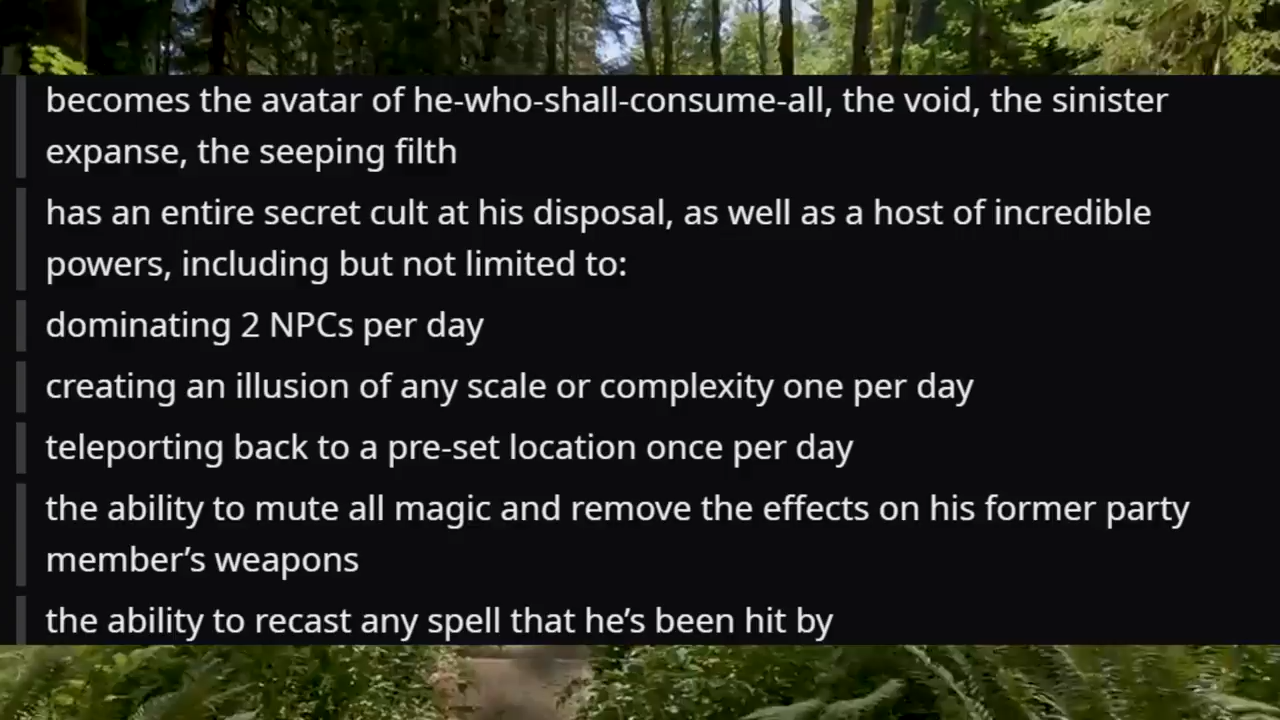 becomes the avatar of he-who-shall-consume-all, the void, the sinister
expanse, the seeping filth
has an entire secret cult at his disposal, as well as a host of incredible
powers, including but not limited to:
dominating 2 NPCs per day
creating an illusion of any scale or complexity one per day
teleporting back to a pre-set location once per day
the ability to mute all magic and remove the effects on his former party
member’s weapons
the ability to recast any spell that he’s been hit by